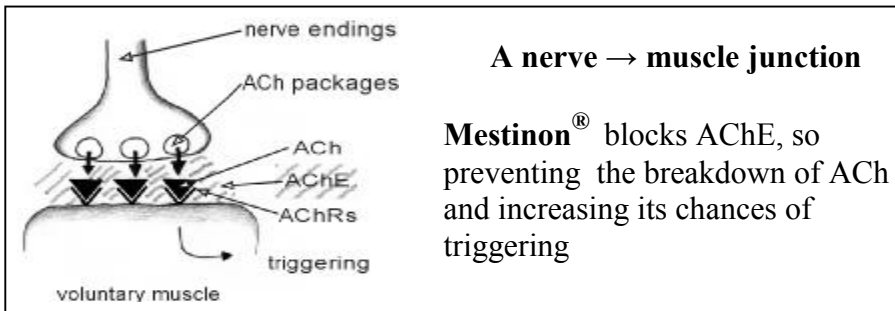 nerve endings
ACh packages
ACh
AChE
AChRs
triggering
voluntary muscle
A nerve → muscle junction
Mestinon® blocks AChE, so
preventing the breakdown of ACh
and increasing its chances of
triggering